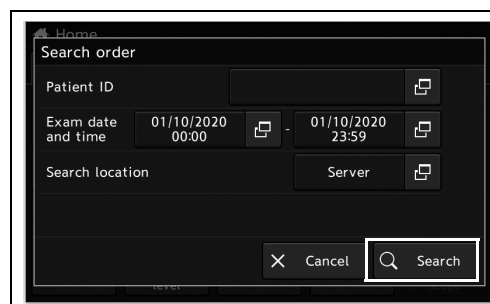 Home
Search order
Patient ID
Exam date and time
01/10/2020 00:00
-
01/10/2020 23:59
Search location
Server
Cancel
Search
level